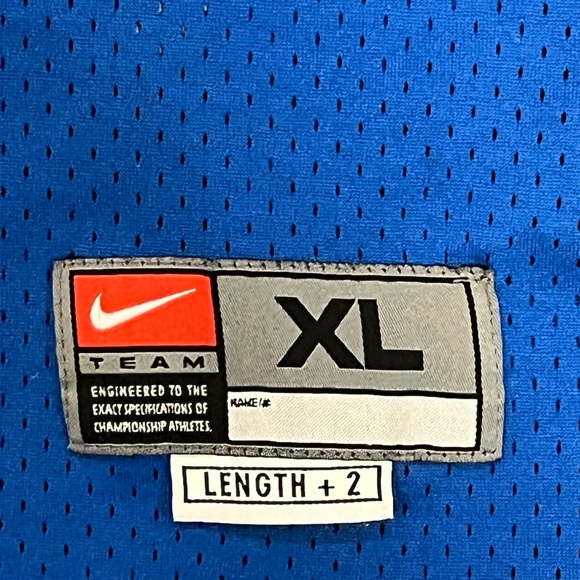 TEAM
ENGINEERED TO THE
EXACT SPECIFICATIONS OF
CHAMPIONSHIP ATHLETES.
XL
NAME/#
LENGTH + 2